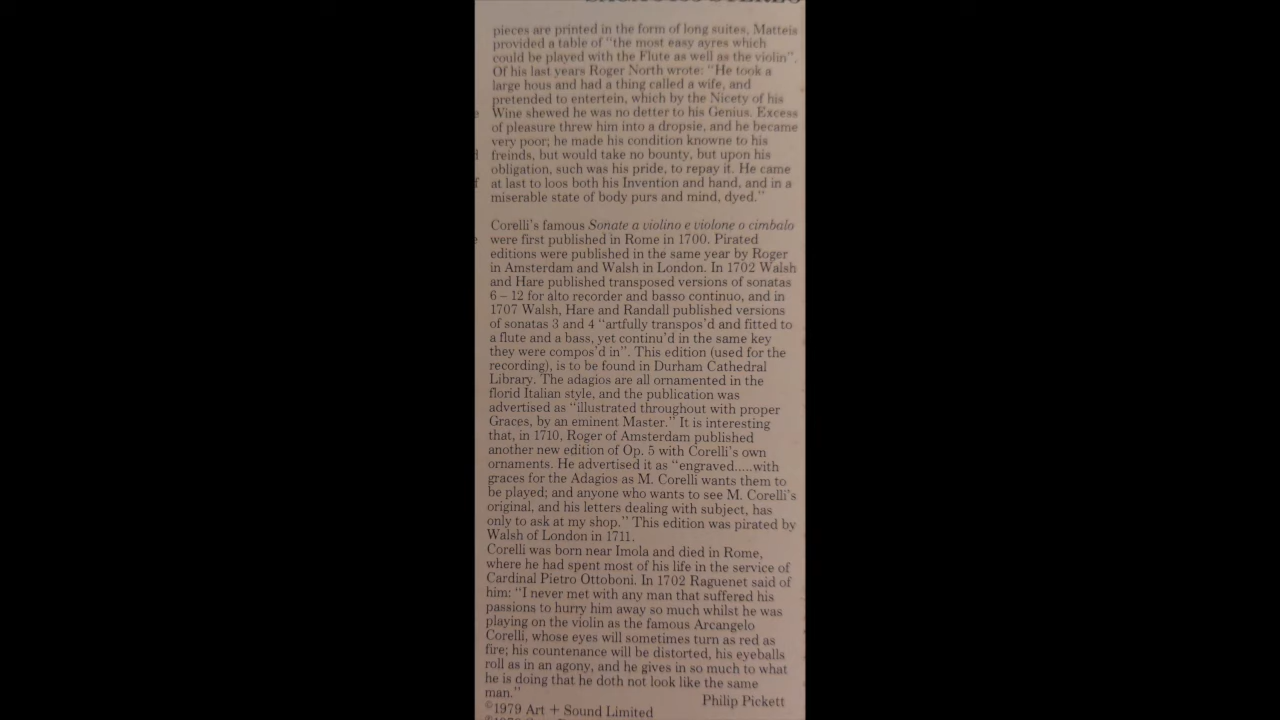 pieces are printed in the form of long suites, Matteis
provided a table of "the most easy ayres which
could be played with the Flute as well as the violin".
Of his last years Roger North wrote: "He took a
large hous and had a thing called a wife, and
pretended to entertein, which by the Nicety of his
Wine shewed he was no detter to his Genius. Excess
of pleasure threw him into a dropsie, and he became
very poor; he made his condition knowne to his
freinds, but would take no bounty, but upon his
obligation, such was his pride, to repay it. He came
at last to loos both his Invention and hand, and in a
miserable state of body purs and mind, dyed."
Corelli's famous Sonate a violino e violone o cimbalo
were first published in Rome in 1700. Pirated
editions were published in the same year by Roger
in Amsterdam and Walsh in London. In 1702 Walsh
and Hare published transposed versions of sonatas
6 – 12 for alto recorder and basso continuo, and in
1707 Walsh, Hare and Randall published versions
of sonatas 3 and 4 "artfully transpos'd and fitted to
a flute and a bass, yet continu'd in the same key
they were compos'd in". This edition (used for the
recording), is to be found in Durham Cathedral
Library. The adagios are all ornamented in the
florid Italian style, and the publication was
advertised as "illustrated throughout with proper
Graces, by an eminent Master." It is interesting
that, in 1710, Roger of Amsterdam published
another new edition of Op. 5 with Corelli's own
ornaments. He advertised it as "engraved.....with
graces for the Adagios as M. Corelli wants them to
be played; and anyone who wants to see M. Corelli's
original, and his letters dealing with subject, has
only to ask at my shop." This edition was pirated by
Walsh of London in 1711.
Corelli was born near Imola and died in Rome,
where he had spent most of his life in the service of
Cardinal Pietro Ottoboni. In 1702 Raguenet said of
him: "I never met with any man that suffered his
passions to hurry him away so much whilst he was
playing on the violin as the famous Arcangelo
Corelli, whose eyes will sometimes turn as red as
fire; his countenance will be distorted, his eyeballs
roll as in an agony, and he gives in so much to what
he is doing that he doth not look like the same
man."
Philip Pickett
©1979 Art + Sound Limited